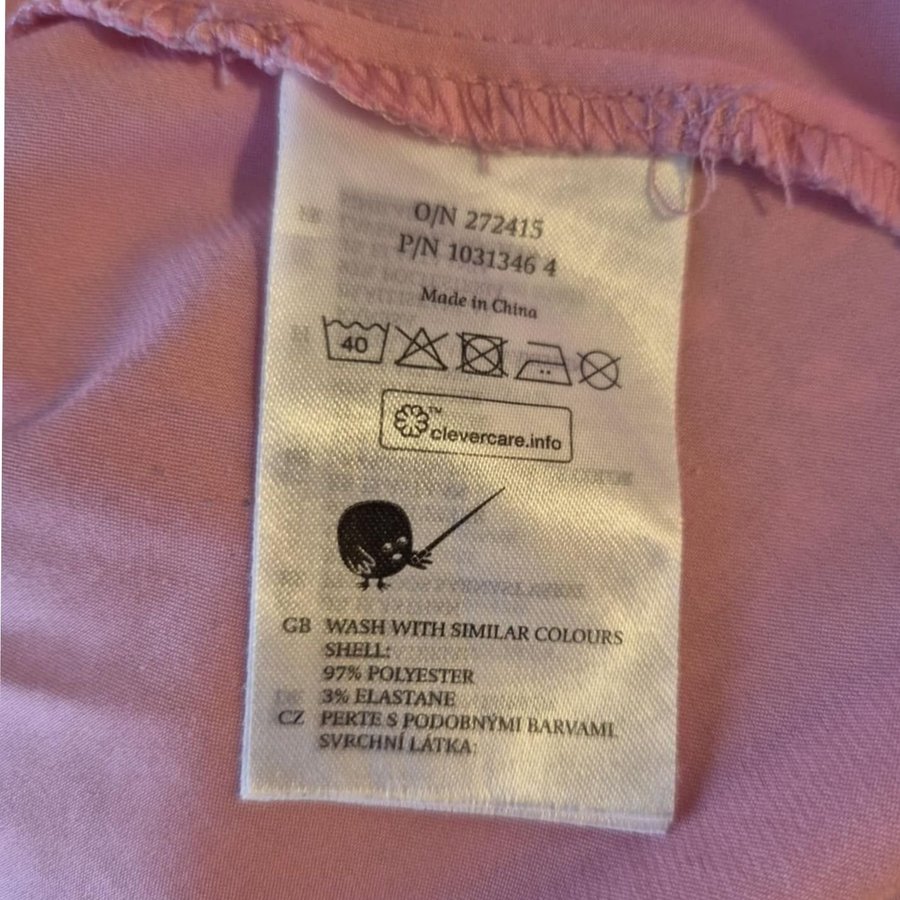 O/N 272415
P/N 1031346 4
Made in China
40
™
clevercare.info
GB WASH WITH SIMILAR COLOURS
SHELL:
97% POLYESTER
3% ELASTANE
CZ PERTE S PODOBNÝMI BARVAMI.
SVRCHNÍ LÁTKA: